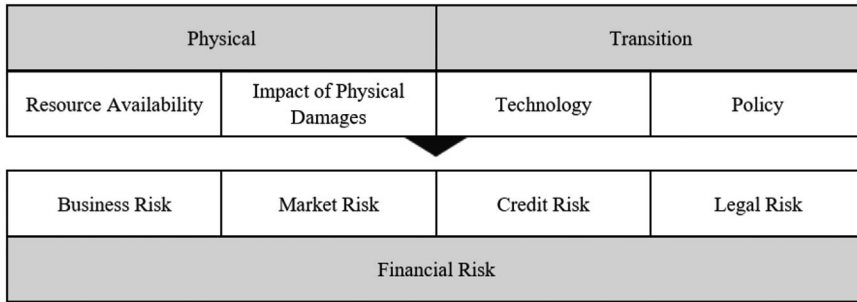 Physical
Transition
Resource Availability
Impact of Physical
Damages
Technology
Policy
Business Risk
Market Risk
Credit Risk
Legal Risk
Financial Risk